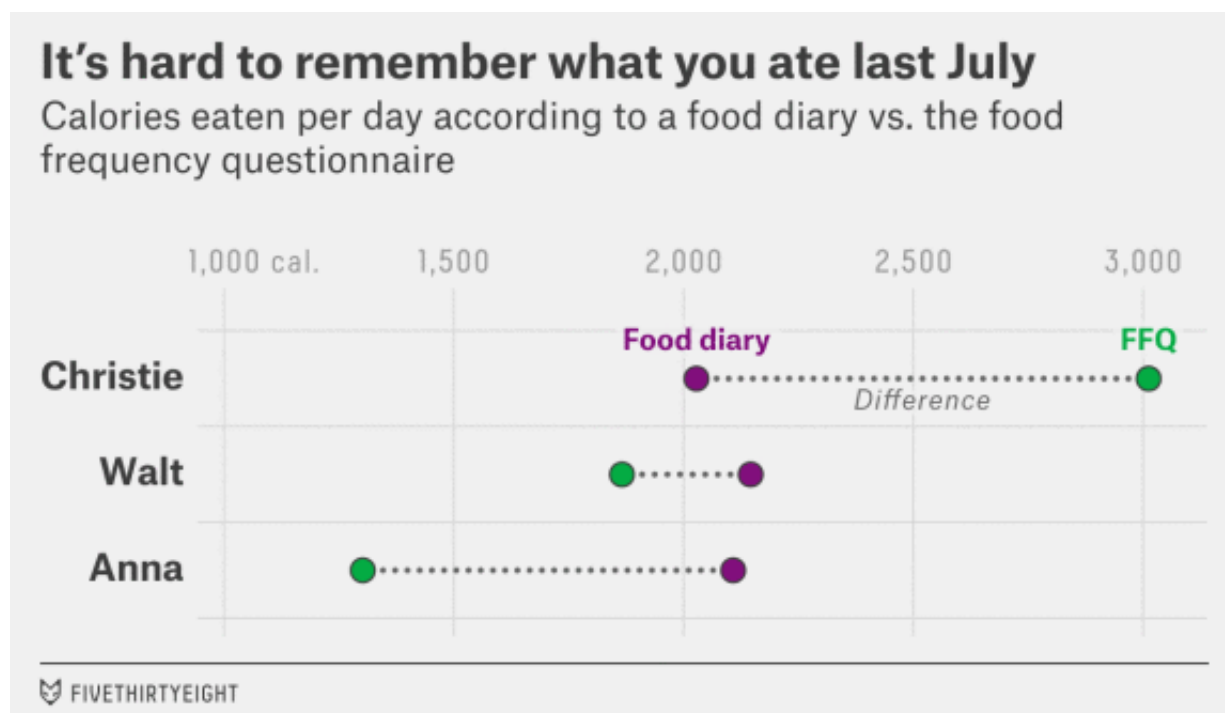 It's hard to remember what you ate last July
Calories eaten per day according to a food diary vs. the food
frequency questionnaire
1,000 cal. 1,500 2,000 2,500 3,000
Food diary FFQ
Christie
Difference
Walt
Anna
FIVETHIRTYEIGHT